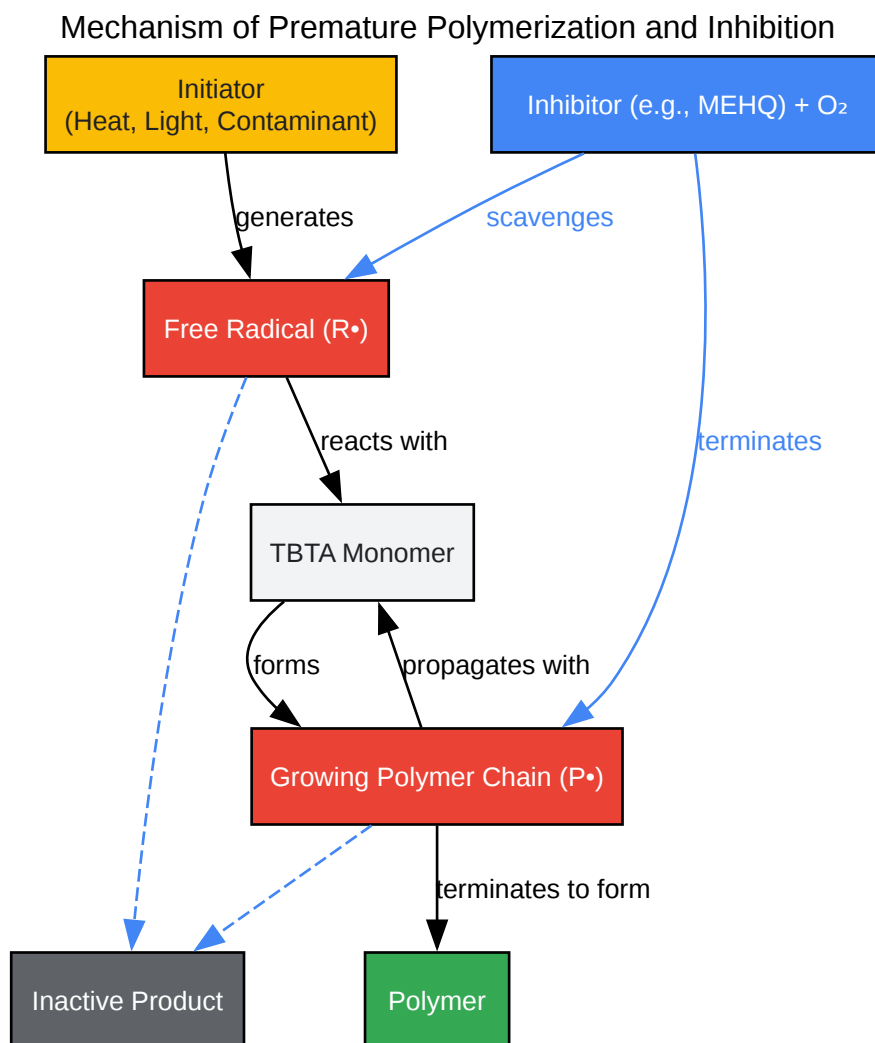 Mechanism of Premature Polymerization and Inhibition
Initiator
(Heat, Light, Contaminant)
Inhibitor (e.g., MEHQ) + O₂
generates
scavenges
Free Radical (R•)
reacts with
terminates
TBTA Monomer
forms
propagates with
Growing Polymer Chain (P•)
terminates to form
Inactive Product
Polymer